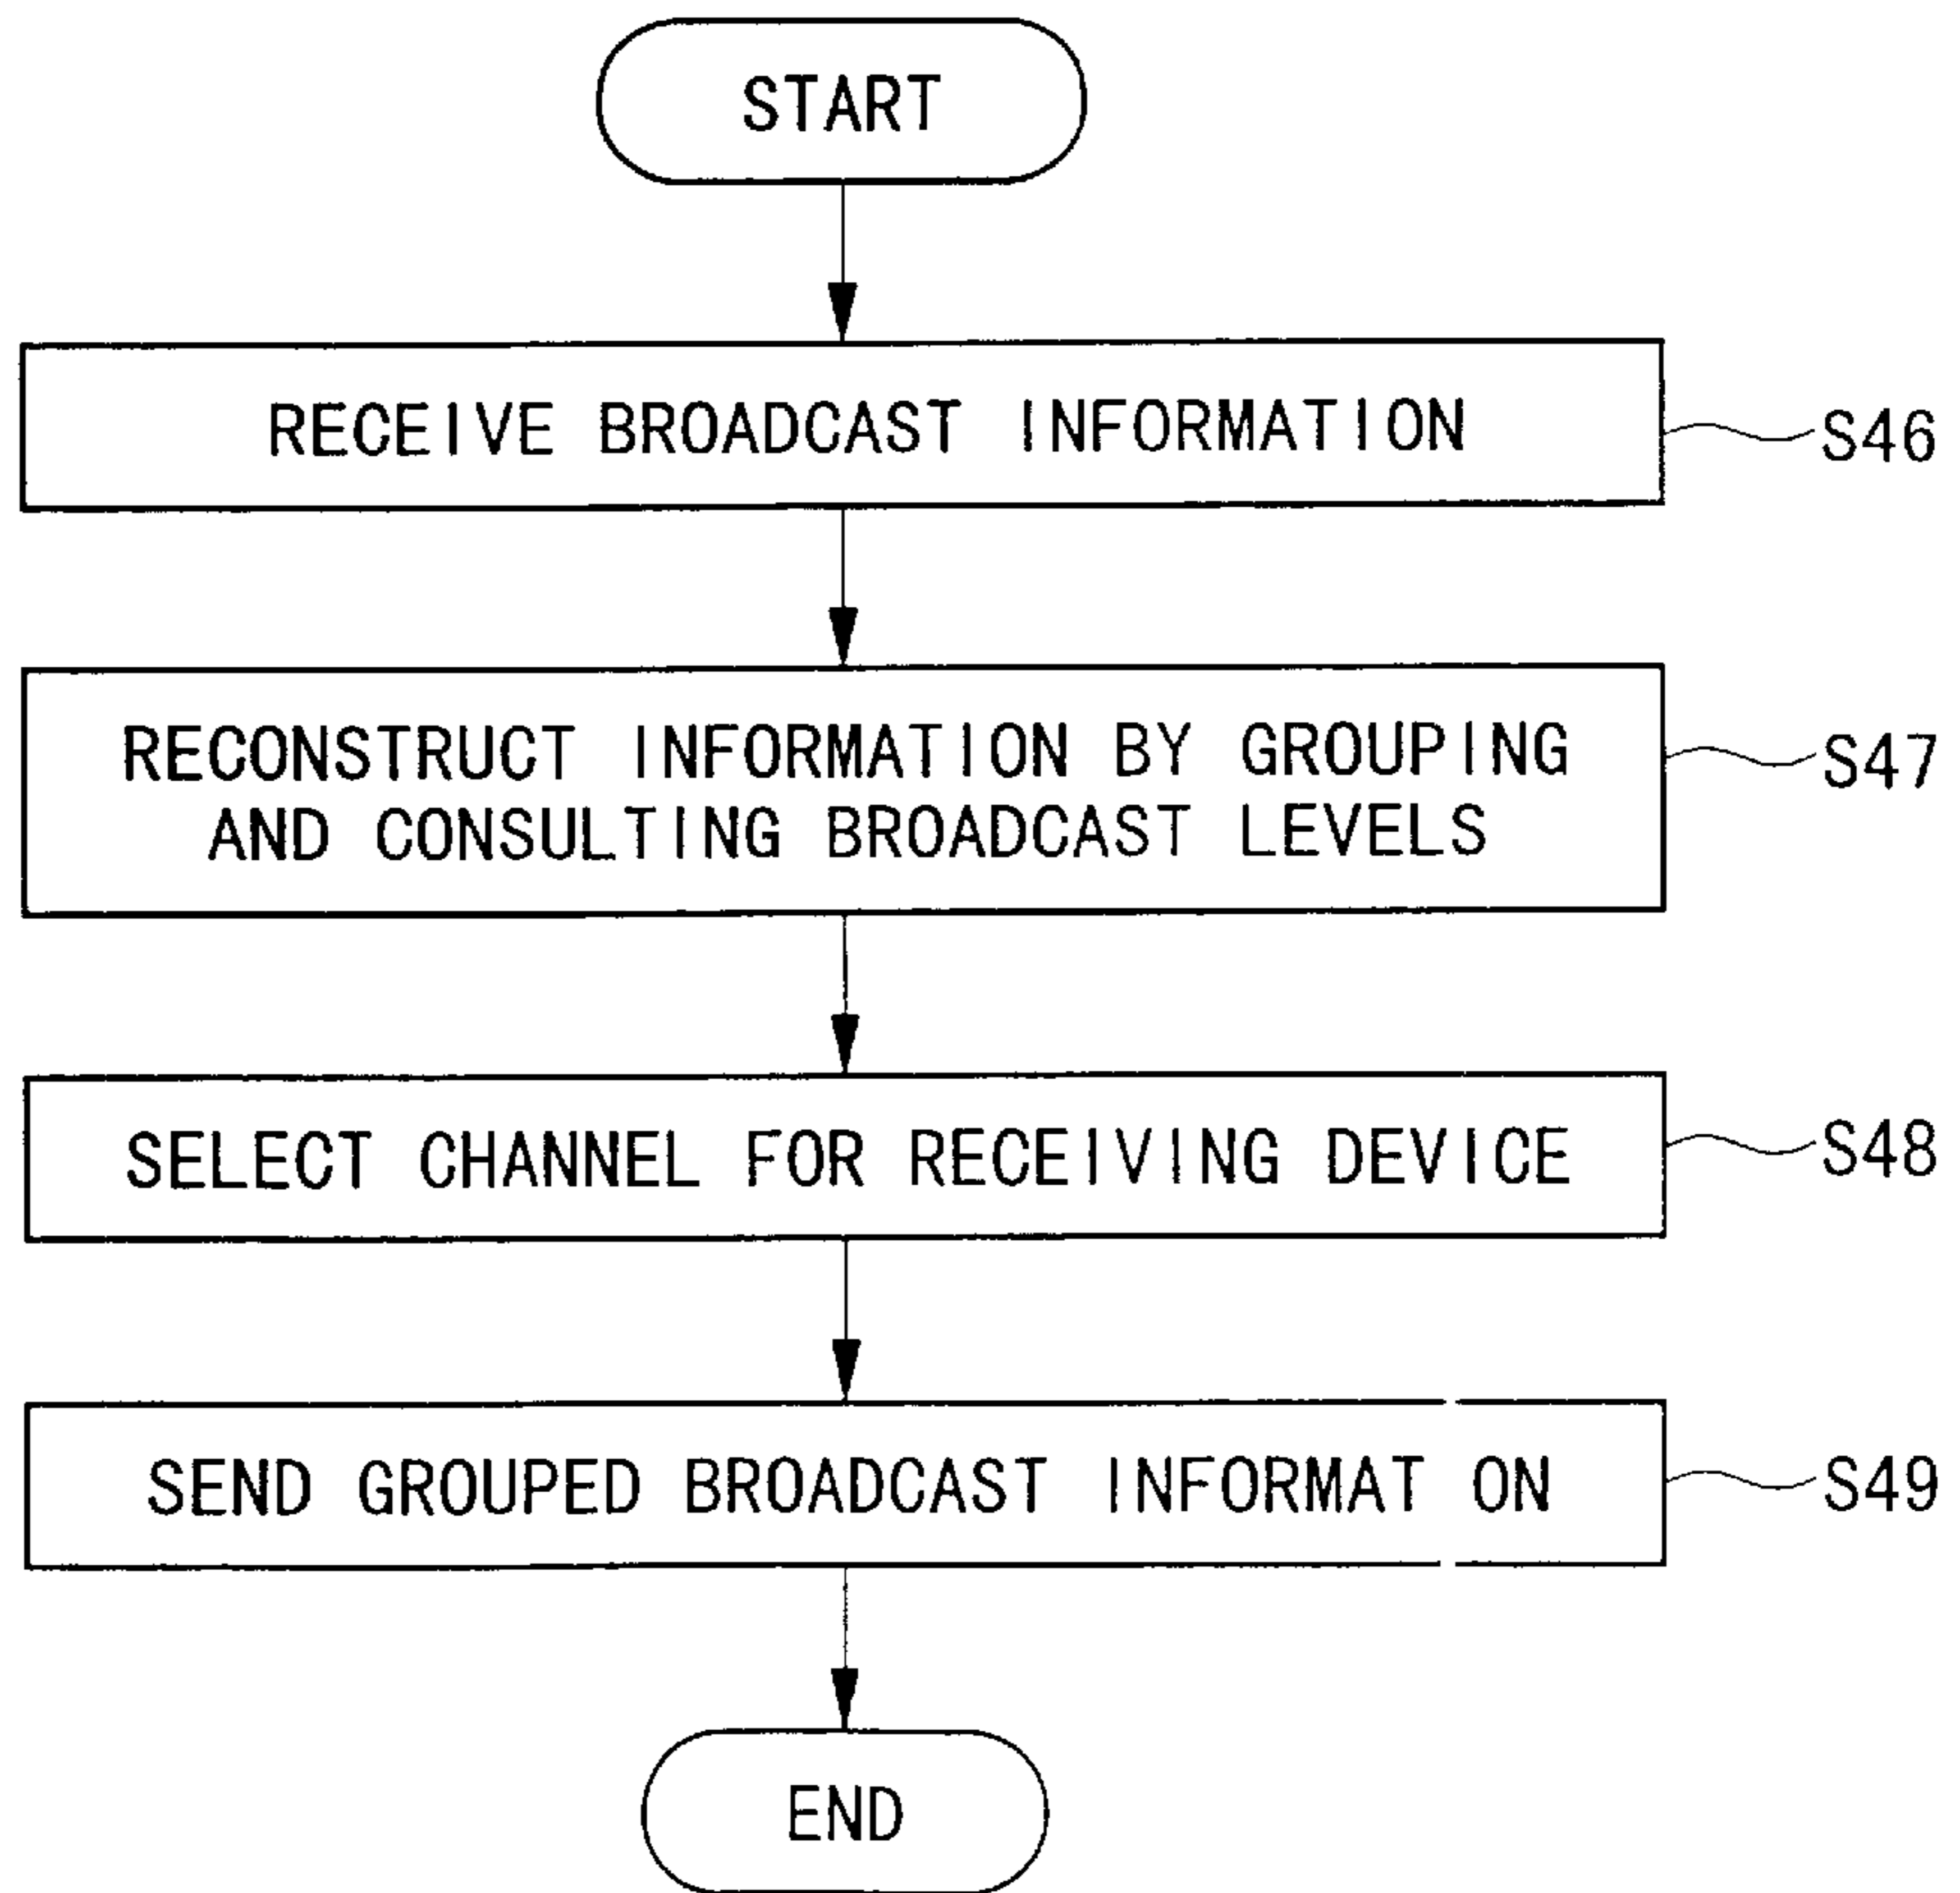 START
RECEIVE BROADCAST INFORMATION
S46
RECONSTRUCT INFORMATION BY GROUPING
AND CONSULTING BROADCAST LEVELS
S47
SELECT CHANNEL FOR RECEIVING DEVICE
S48
SEND GROUPED BROADCAST INFORMAT ON
S49
END